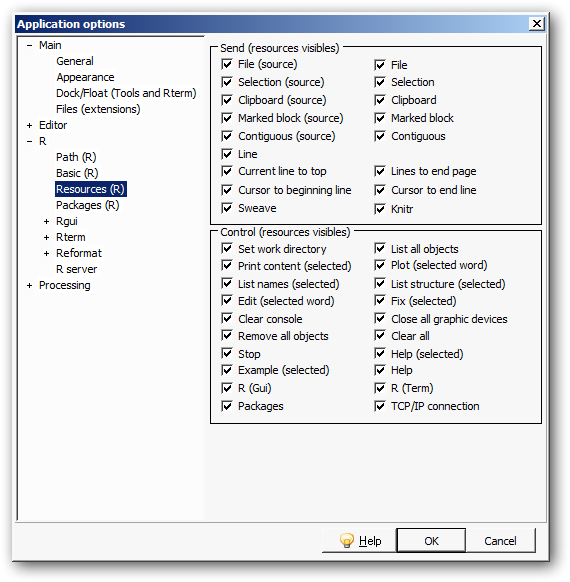 Application options
Main
General
Appearance
Dock/Float (Tools and Rterm)
Files (extensions)
Editor
R
Path (R)
Basic (R)
Resources (R)
Packages (R)
Rgui
Rterm
Reformat
R server
Processing
Send (resources visibles)
File (source) File
Selection (source) Selection
Clipboard (source) Clipboard
Marked block (source) Marked block
Contiguous (source) Contiguous
Line
Current line to top Lines to end page
Cursor to beginning line Cursor to end line
Sweave Knitr
Control (resources visibles)
Set work directory List all objects
Print content (selected) Plot (selected word)
List names (selected) List structure (selected)
Edit (selected word) Fix (selected)
Clear console Close all graphic devices
Remove all objects Clear all
Stop Help (selected)
Example (selected) Help
R (Gui) R (Term)
Packages TCP/IP connection
Help OK Cancel